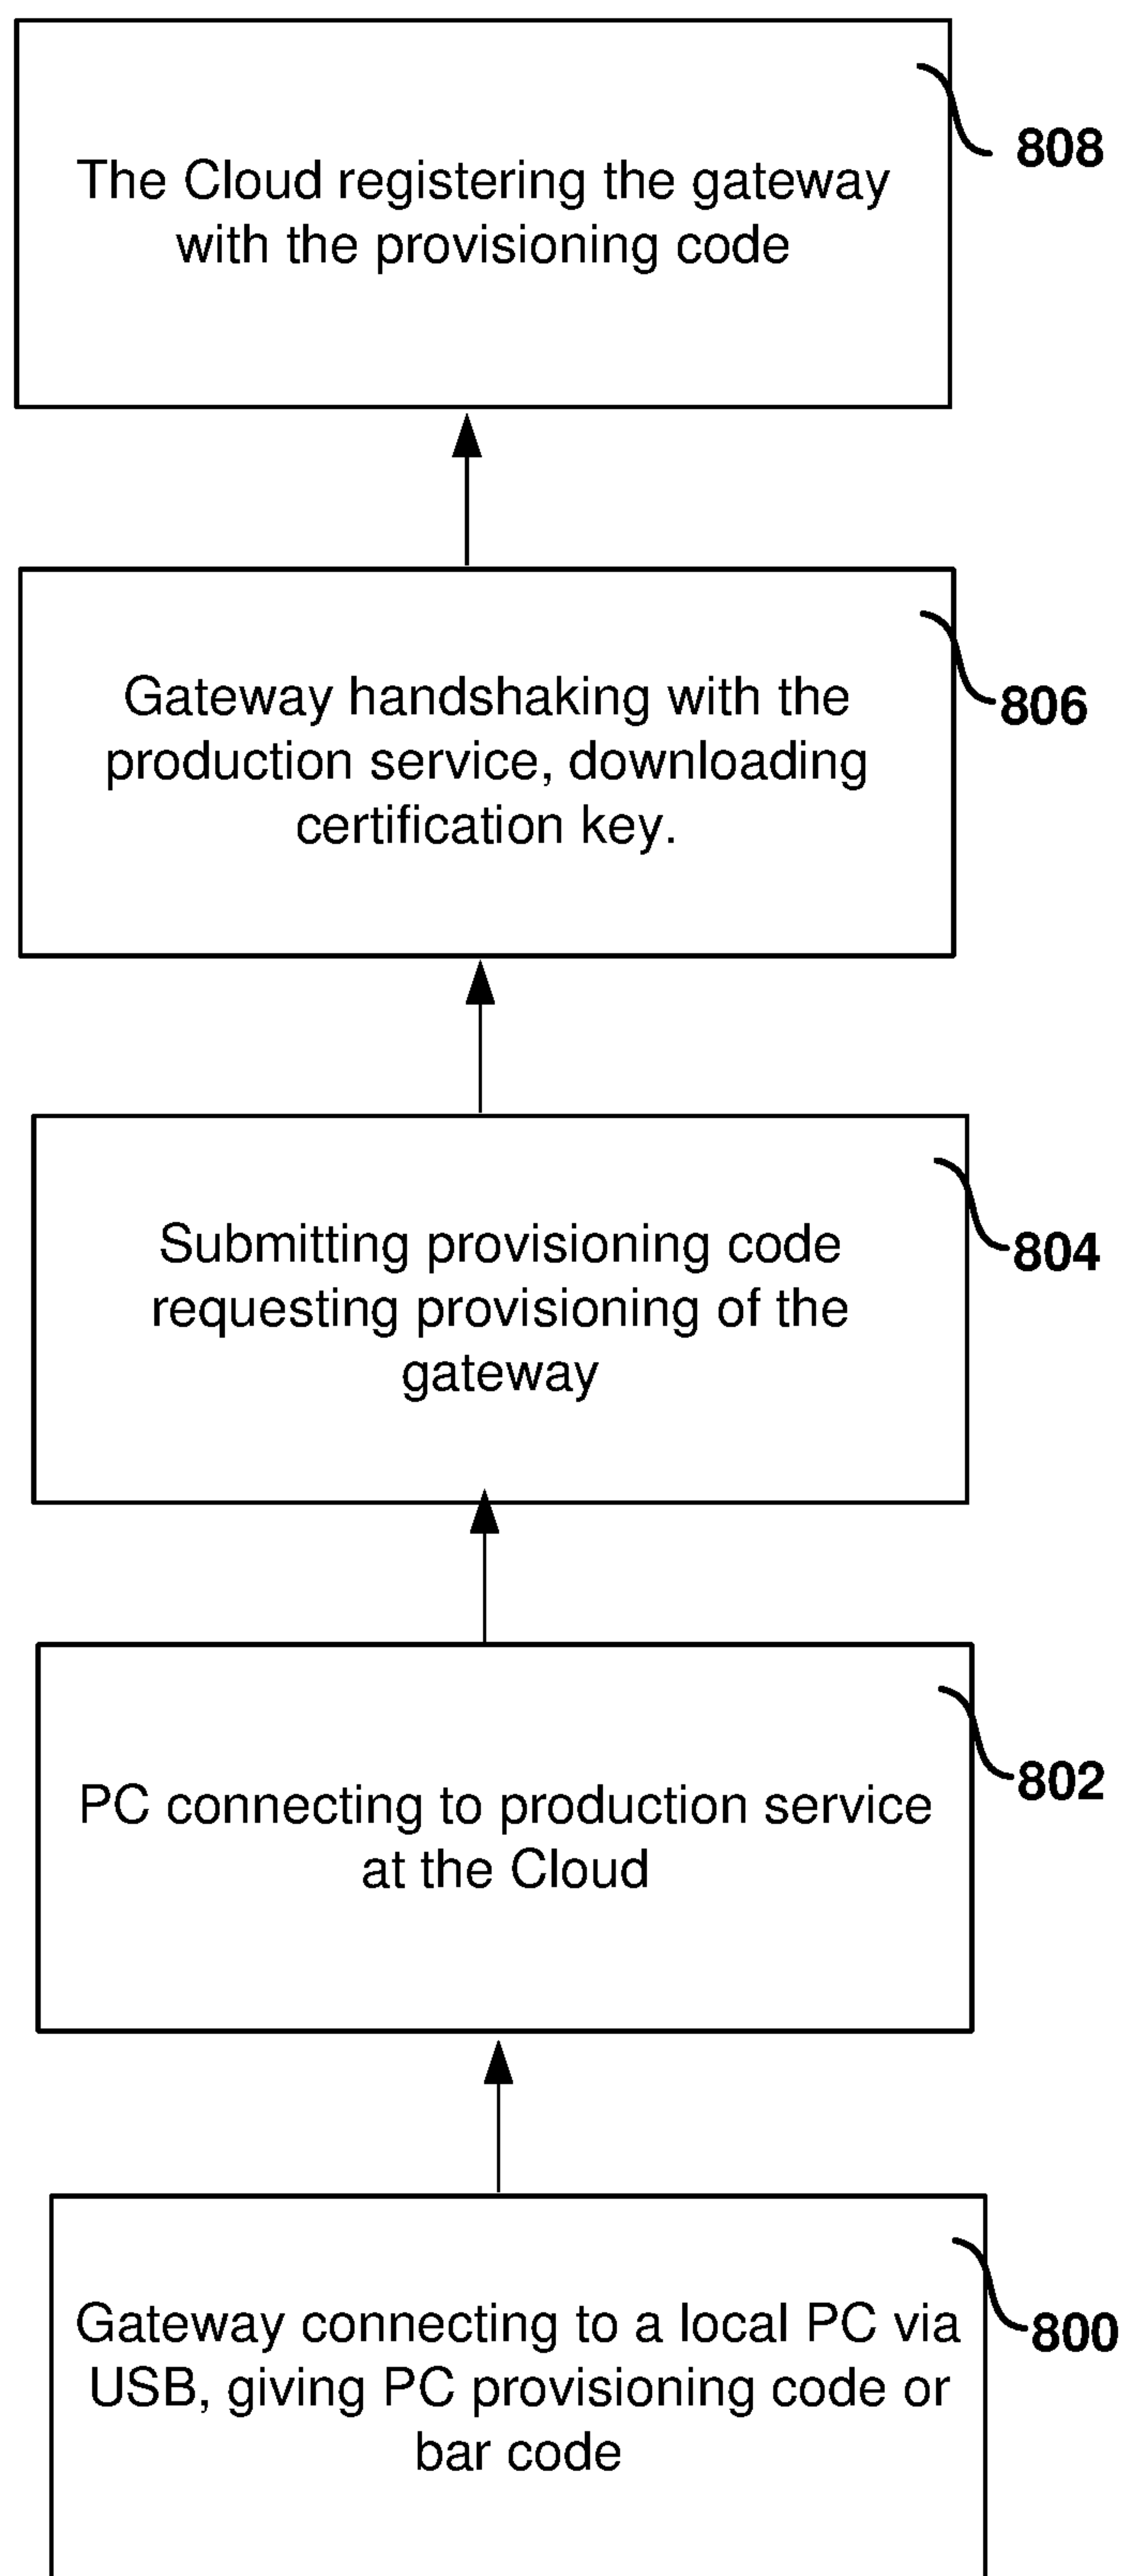 The Cloud registering the gateway
with the provisioning code
808
Gateway handshaking with the
production service, downloading
certification key.
806
Submitting provisioning code
requesting provisioning of the
gateway
804
PC connecting to production service
at the Cloud
802
Gateway connecting to a local PC via
USB, giving PC provisioning code or
bar code
800